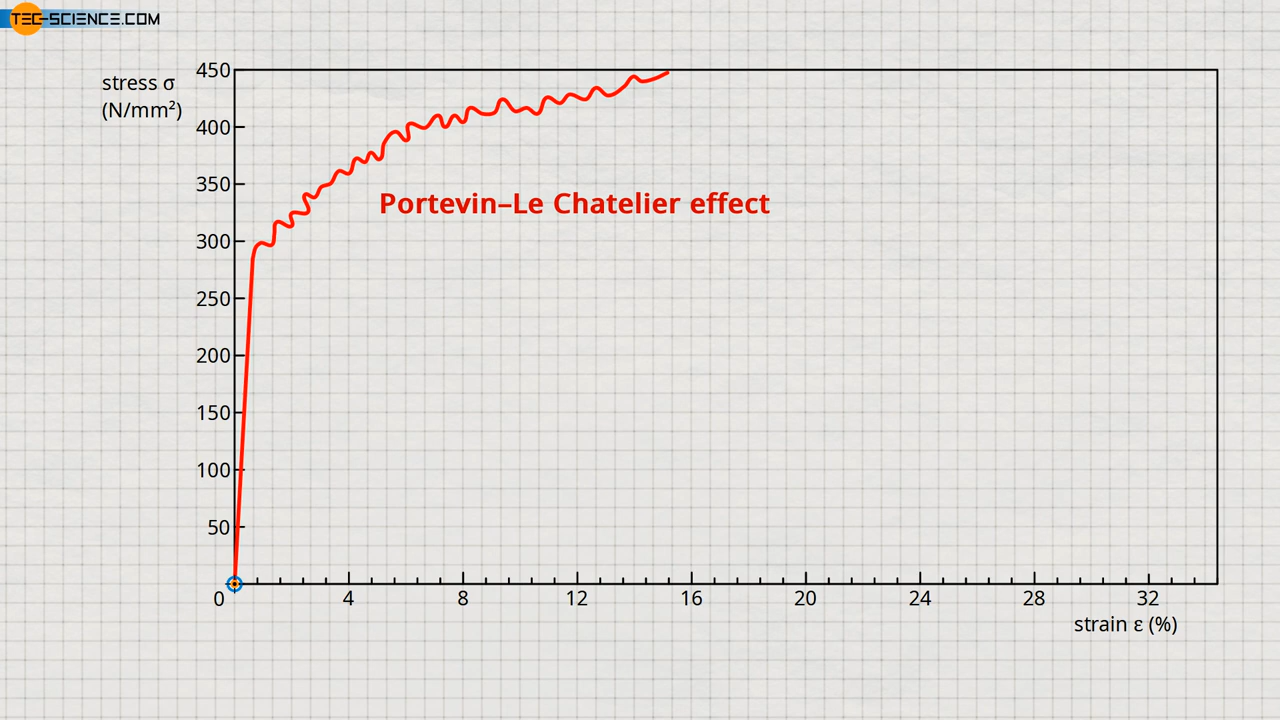 TEC-SCIENCE.COM
stress σ
(N/mm²)
450
400
350
300
250
200
150
100
50
Portevin–Le Chatelier effect
0 4 8 12 16 20 24 28 32
strain ε (%)